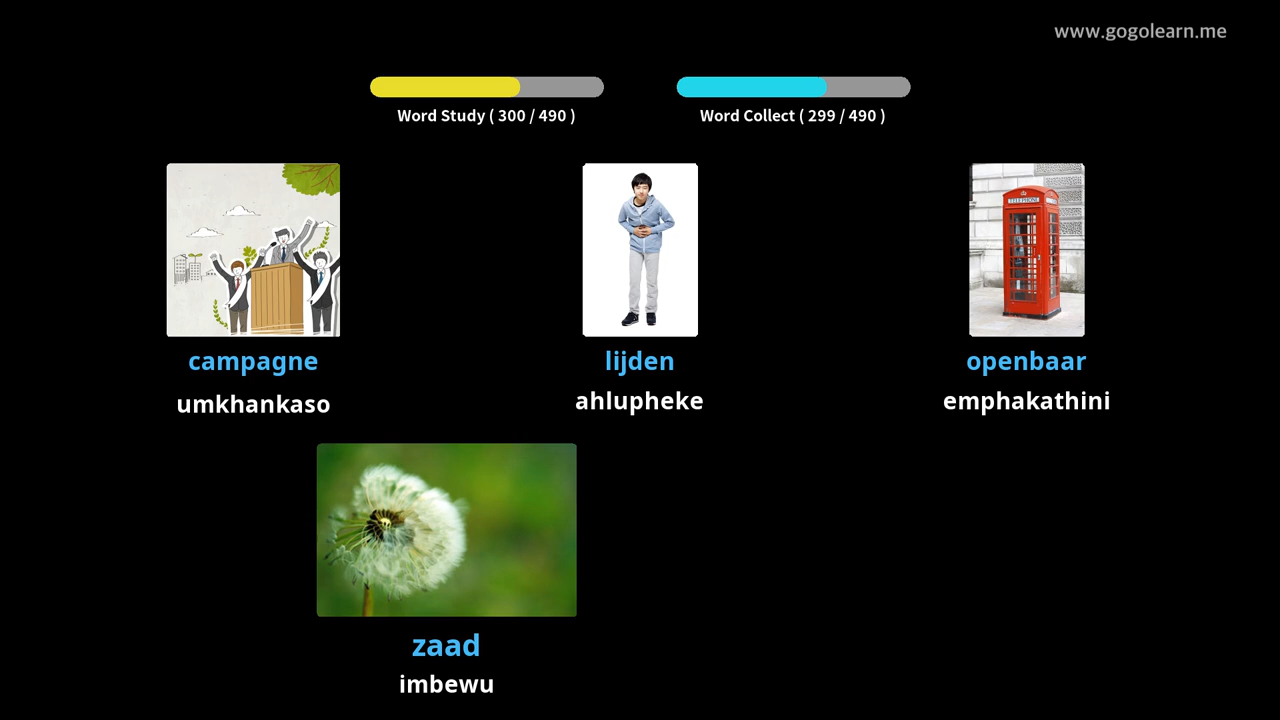 www.gogolearn.me
Word Study ( 300 / 490 )
Word Collect ( 299 / 490 )
TELEPHONE
campagne
lijden
openbaar
umkhankaso
ahlupheke
emphakathini
zaad
imbewu